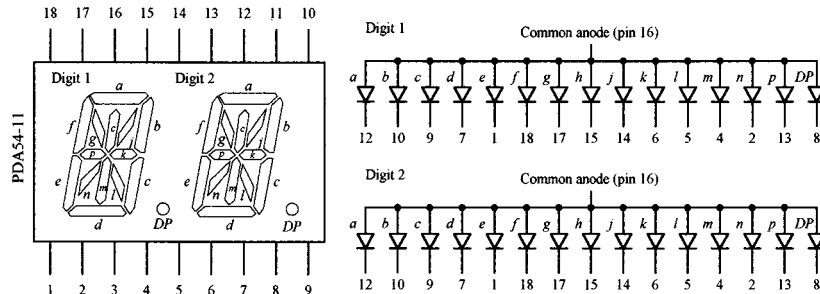 18 17 16 15 14 13 12 11 10
PDA54-11
Digit 1 Digit 2
a a
f g c j b f g c j b
p k p k
e n m l c e n m l c
d DP d DP
1 2 3 4 5 6 7 8 9
Digit 1
Common anode (pin 16)
a b c d e f g h j k l m n p DP
12 10 9 7 1 18 17 15 14 6 5 4 2 13 8
Digit 2
Common anode (pin 16)
a b c d e f g h j k l m n p DP
12 10 9 7 1 18 17 15 14 6 5 4 2 13 8